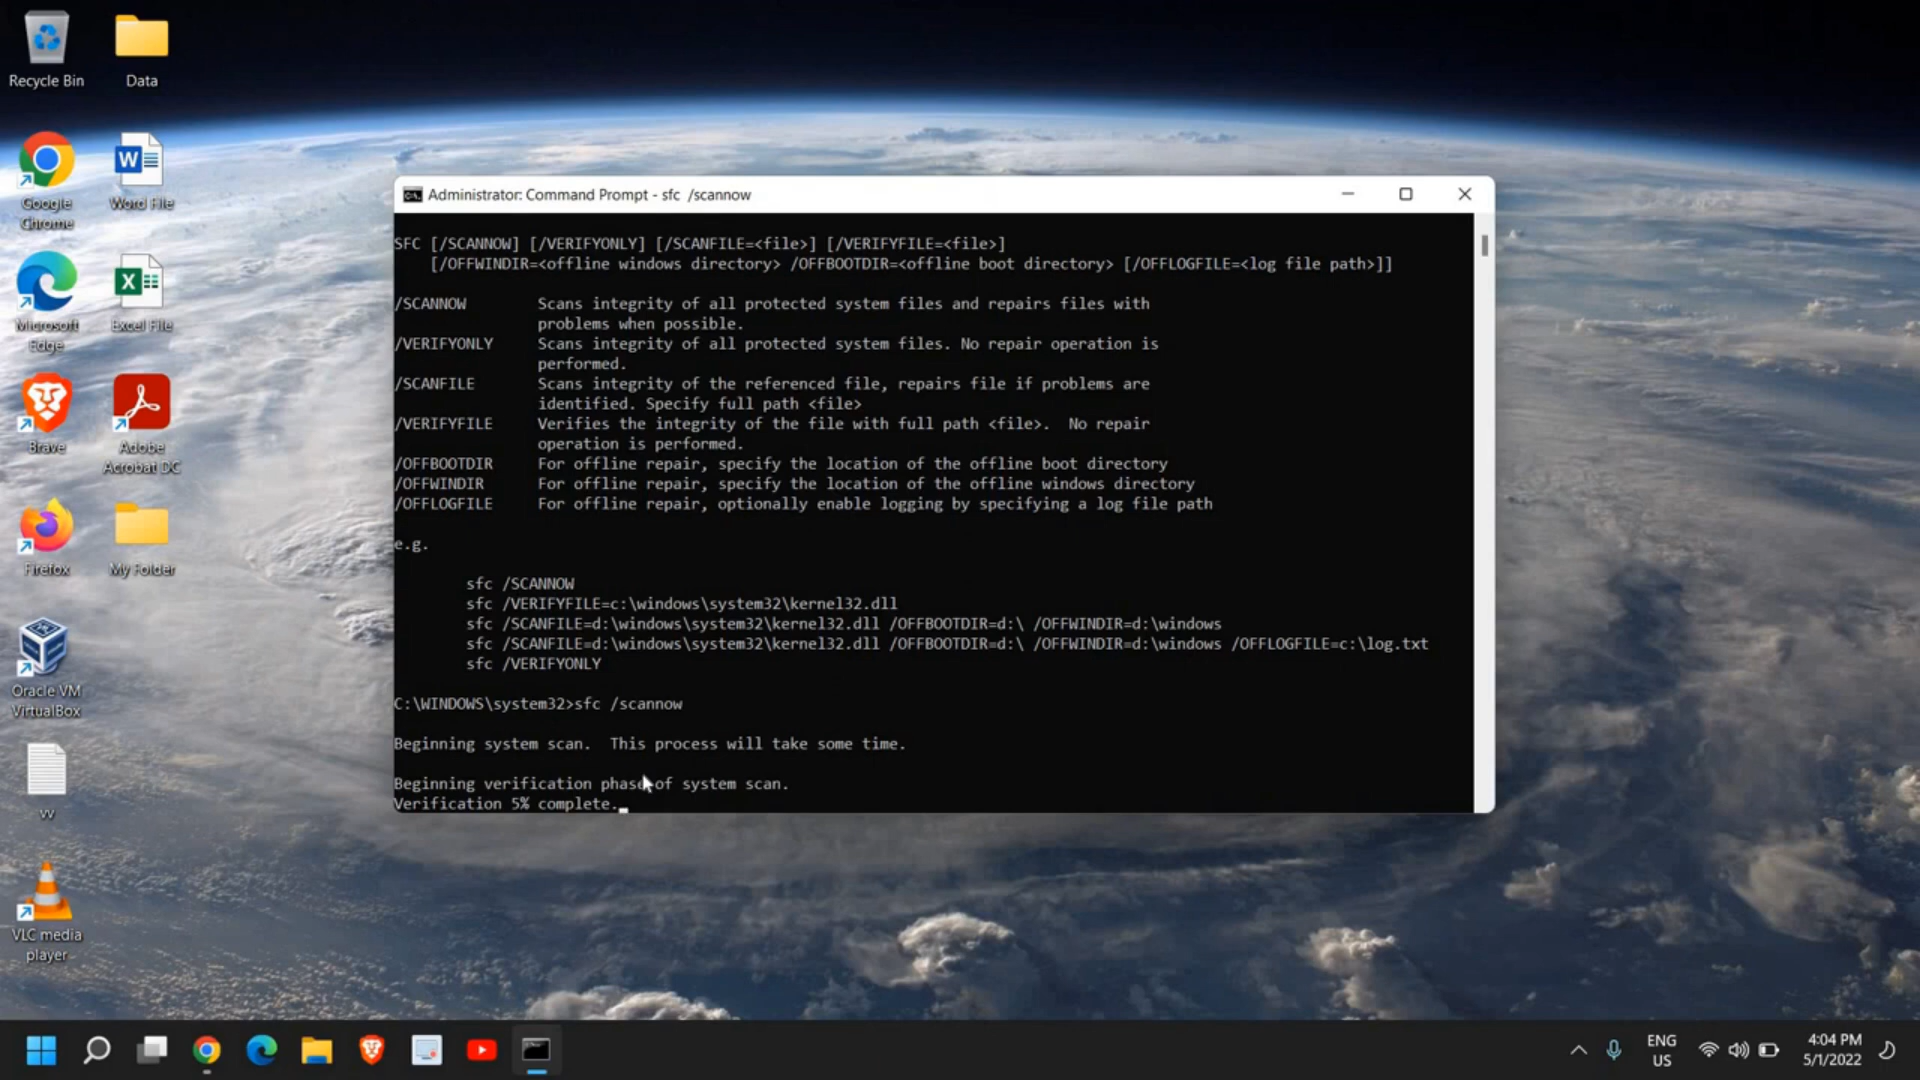 Recycle Bin
Data
Google
Chrome
Word File
Microsoft
Edge
Excel File
Brave
Adobe
Acrobat DC
Firefox
My Folder
Oracle VM
VirtualBox
vv
VLC media
player
Administrator: Command Prompt - sfc  /scannow
SFC [/SCANNOW] [/VERIFYONLY] [/SCANFILE=<file>] [/VERIFYFILE=<file>]
    [/OFFWINDIR=<offline windows directory> /OFFBOOTDIR=<offline boot directory> [/OFFLOGFILE=<log file path>]]
/SCANNOW        Scans integrity of all protected system files and repairs files with
                problems when possible.
/VERIFYONLY     Scans integrity of all protected system files. No repair operation is
                performed.
/SCANFILE       Scans integrity of the referenced file, repairs file if problems are
                identified. Specify full path <file>
/VERIFYFILE     Verifies the integrity of the file with full path <file>.  No repair
                operation is performed.
/OFFBOOTDIR     For offline repair, specify the location of the offline boot directory
/OFFWINDIR      For offline repair, specify the location of the offline windows directory
/OFFLOGFILE     For offline repair, optionally enable logging by specifying a log file path
e.g.
        sfc /SCANNOW
        sfc /VERIFYFILE=c:\windows\system32\kernel32.dll
        sfc /SCANFILE=d:\windows\system32\kernel32.dll /OFFBOOTDIR=d:\ /OFFWINDIR=d:\windows
        sfc /SCANFILE=d:\windows\system32\kernel32.dll /OFFBOOTDIR=d:\ /OFFWINDIR=d:\windows /OFFLOGFILE=c:\log.txt
        sfc /VERIFYONLY
C:\WINDOWS\system32>sfc /scannow
Beginning system scan.  This process will take some time.
Beginning verification phase of system scan.
Verification 5% complete.
ENG
US
4:04 PM
5/1/2022